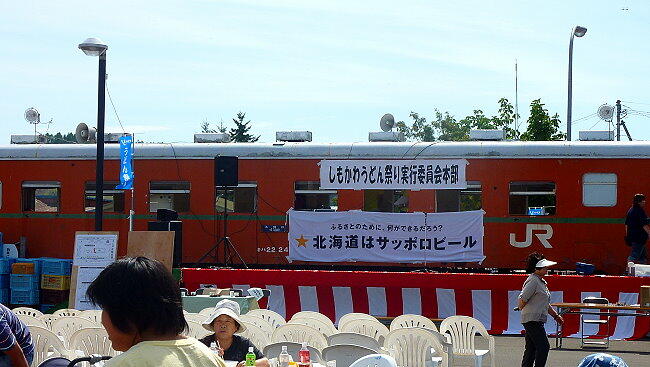 しもかわうどん祭り実行委員会本部
ふるさとのために、何ができるだろう?
北海道はサッポロビール
JR